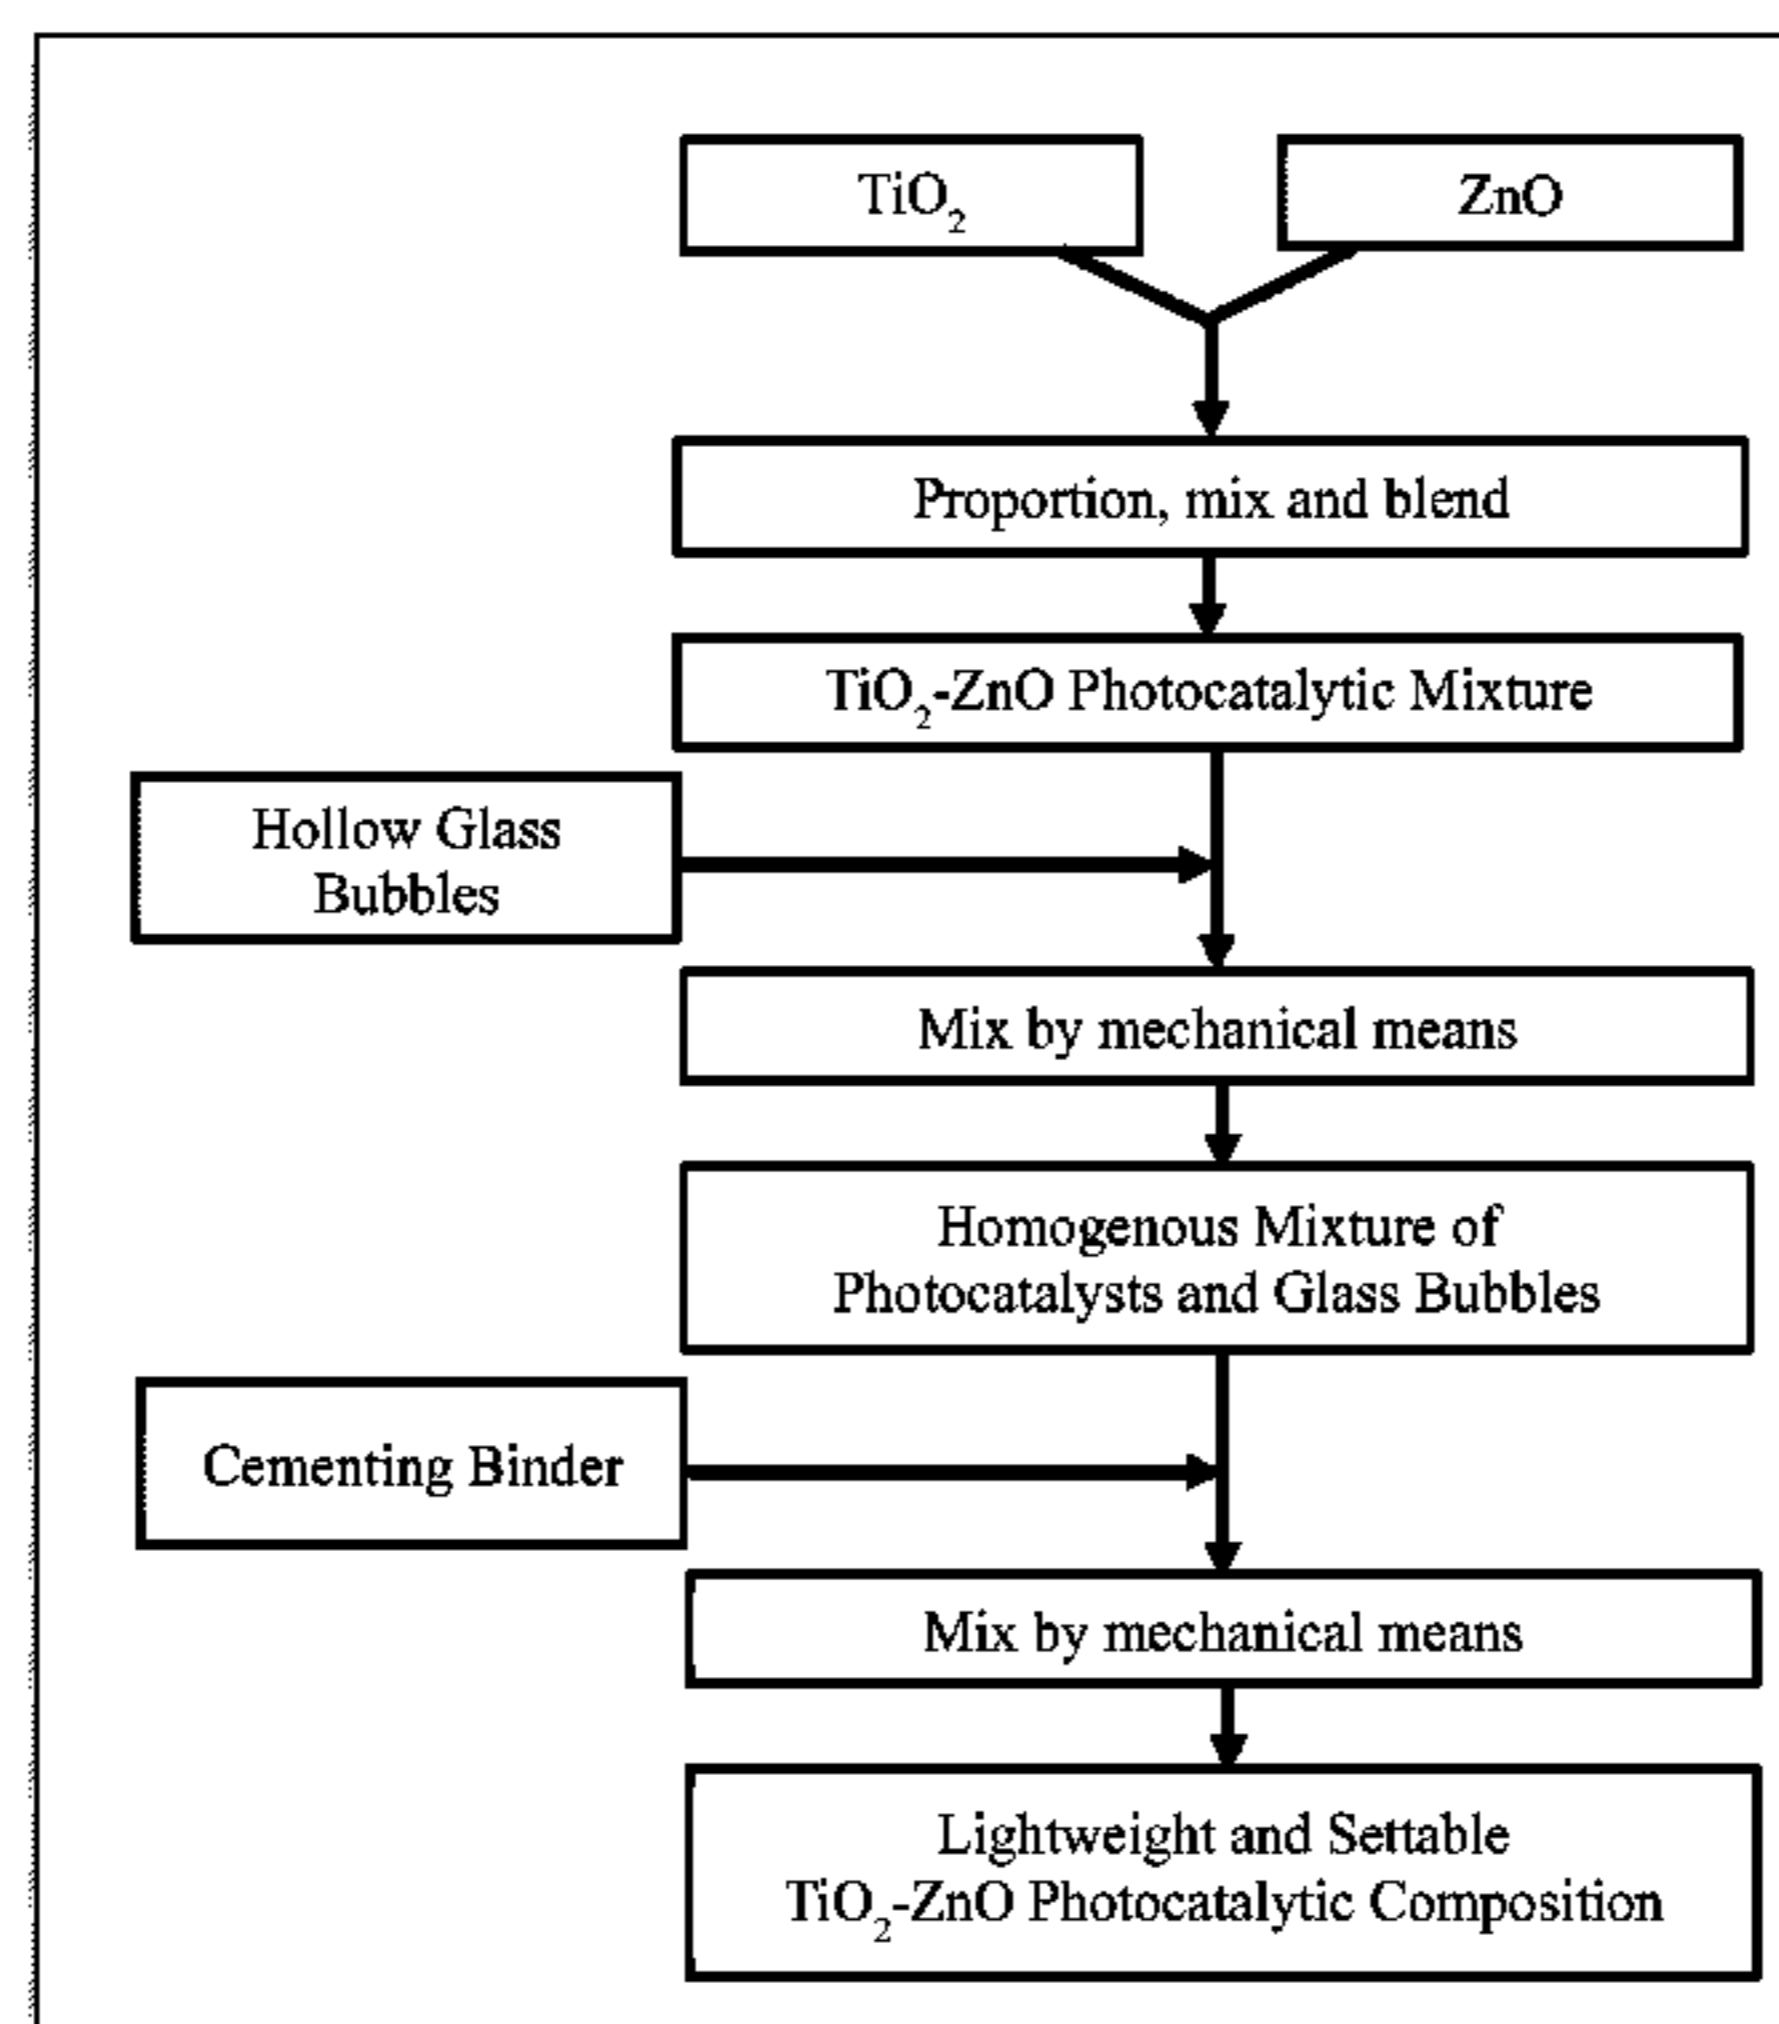 TiO₂
ZnO
Proportion, mix and blend
TiO₂-ZnO Photocatalytic Mixture
Hollow Glass
Bubbles
Mix by mechanical means
Homogenous Mixture of
Photocatalysts and Glass Bubbles
Cementing Binder
Mix by mechanical means
Lightweight and Settable
TiO₂-ZnO Photocatalytic Composition